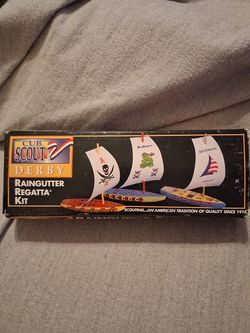 CUB
SCOUT
DERBY
RAINGUTTER
REGATTA
KIT
SCOUTING...AN AMERICAN TRADITION OF QUALITY SINCE 1910